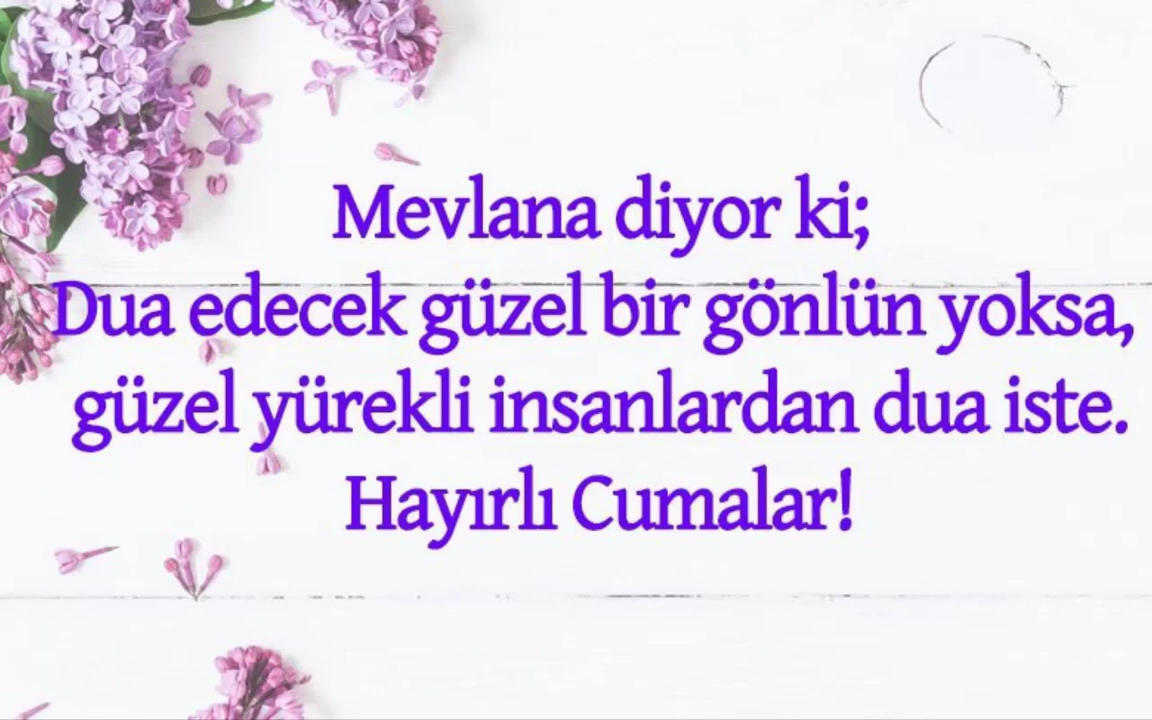 Mevlana diyor ki;
Dua edecek güzel bir gönlün yoksa,
güzel yürekli insanlardan dua iste.
Hayırlı Cumalar!